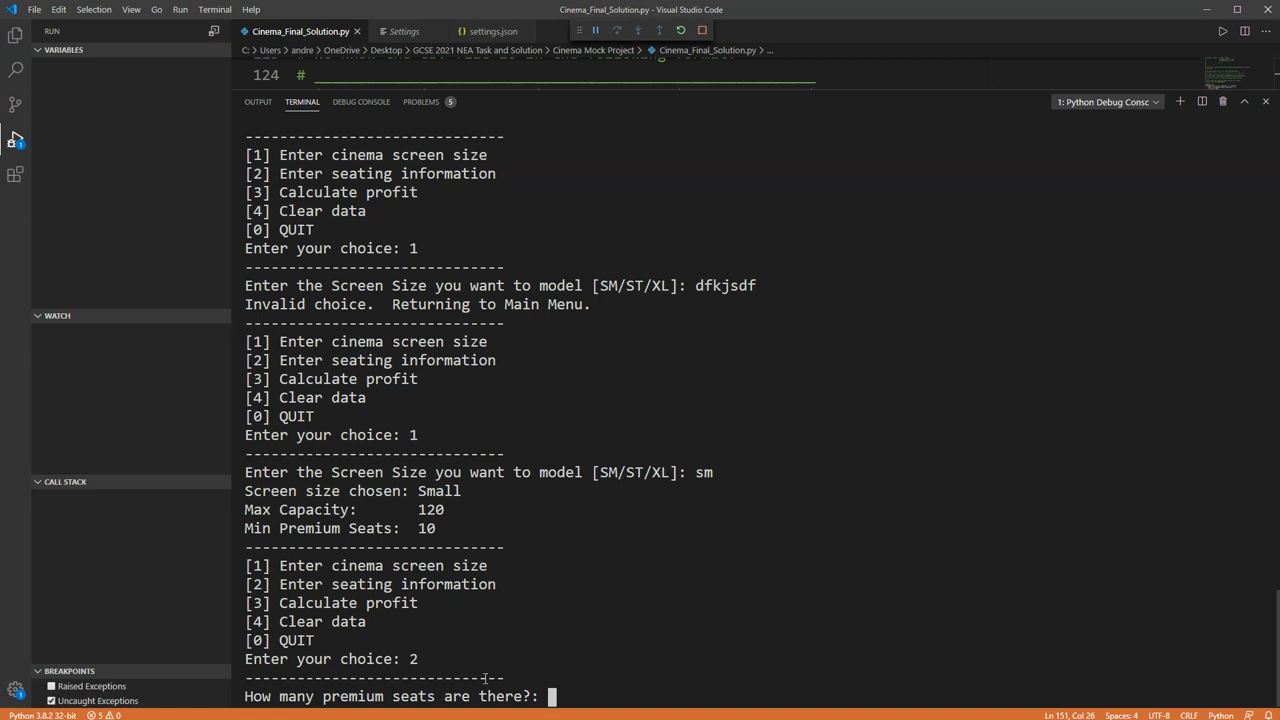 File Edit Selection View Go Run Terminal Help
Cinema_Final_Solution.py - Visual Studio Code
RUN
Cinema_Final_Solution.py
Settings
settings.json
C: > Users > andre > OneDrive > Desktop > GCSE 2021 NEA Task and Solution > Cinema Mock Project > Cinema_Final_Solution.py > ...
VARIABLES
124 # ____________________
OUTPUT TERMINAL DEBUG CONSOLE PROBLEMS 5
1: Python Debug Consc
------------------------------
[1] Enter cinema screen size
[2] Enter seating information
[3] Calculate profit
[4] Clear data
[0] QUIT
Enter your choice: 1
------------------------------
Enter the Screen Size you want to model [SM/ST/XL]: dfkjsdf
Invalid choice.  Returning to Main Menu.
------------------------------
[1] Enter cinema screen size
[2] Enter seating information
[3] Calculate profit
[4] Clear data
[0] QUIT
Enter your choice: 1
------------------------------
Enter the Screen Size you want to model [SM/ST/XL]: sm
Screen size chosen: Small
Max Capacity:       120
Min Premium Seats:  10
------------------------------
[1] Enter cinema screen size
[2] Enter seating information
[3] Calculate profit
[4] Clear data
[0] QUIT
Enter your choice: 2
------------------------------
How many premium seats are there?:
WATCH
CALL STACK
BREAKPOINTS
Raised Exceptions
Uncaught Exceptions
1
1
Python 3.8.2 32-bit 5 0
Ln 151, Col 26 Spaces: 4 UTF-8 CRLF Python